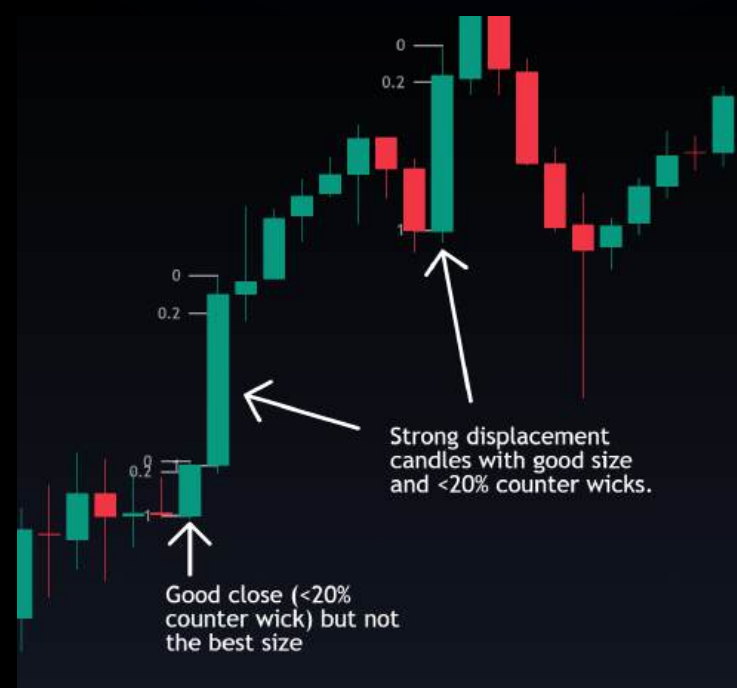 0
0.2
1
0
0.2
0
0.2
1
Strong displacement
candles with good size
and <20% counter wicks.
Good close (<20%
counter wick) but not
the best size